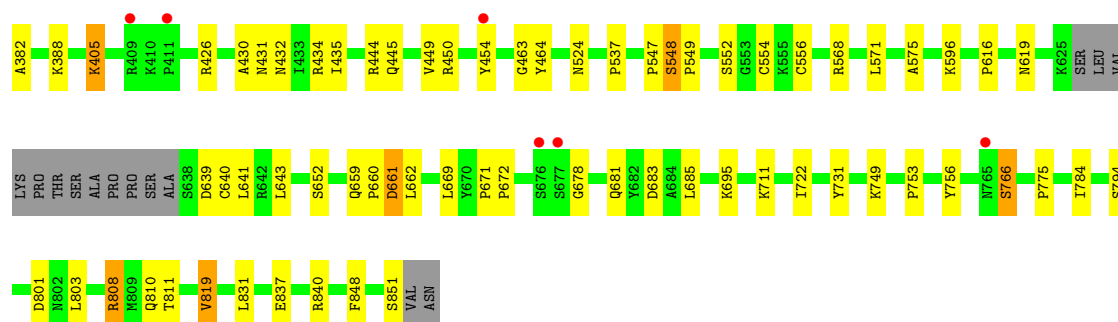 A382 K388 K405 R409 K410 P411 R426 A430 N431 N432 I433 R434 I435 R444 Q445 V449 R450 Y454 G463 Y464 N524 P537 P547 S548 P549 S552 G553 C554 K555 C556 R568 L571 A575 K596 P616 N619 K625 SER LEU VAL
LYS PRO THR SER ALA PRO PRO SER ALA S638 D639 C640 L641 R642 L643 S652 Q659 P660 D661 L662 L669 Y670 P671 P672 S676 S677 G678 Q681 Y682 D683 A684 L685 K695 K711 I722 Y731 K749 P753 Y756 N765 S766 P775 I784 S794
D801 N802 L803 R808 M809 Q810 T811 V819 L831 E837 R840 F848 S851 VAL ASN